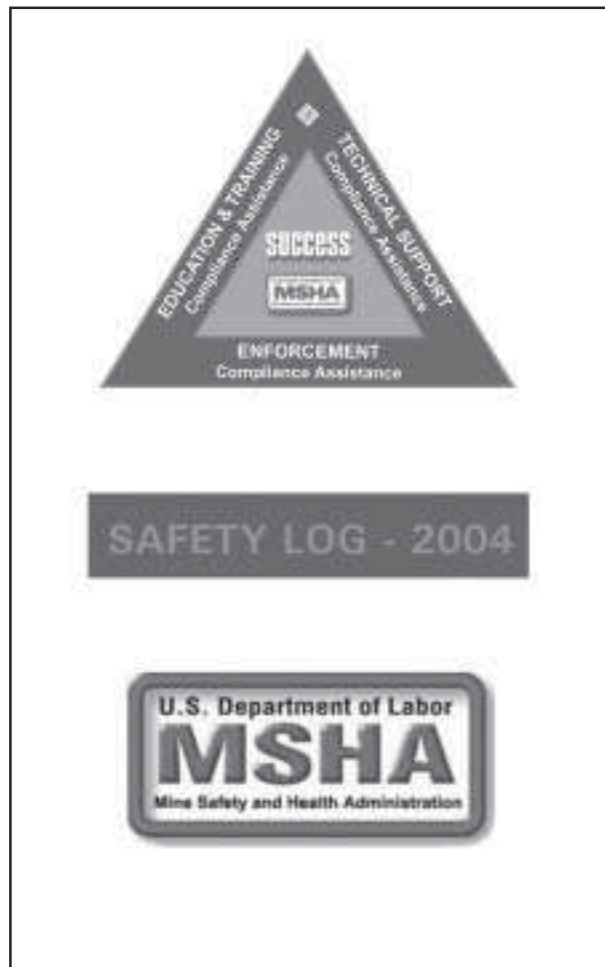 EDUCATION & TRAINING
Compliance Assistance
TECHNICAL SUPPORT
Compliance Assistance
SUCCESS
MSHA
ENFORCEMENT
Compliance Assistance
SAFETY LOG - 2004
U.S. Department of Labor
MSHA
Mine Safety and Health Administration